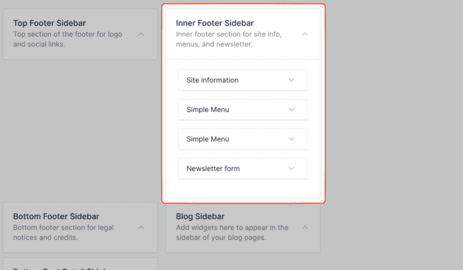 Top Footer Sidebar
Top section of the footer for logo
and social links.
Inner Footer Sidebar
Inner footer section for site info,
menus, and newsletter.
Site information
Simple Menu
Simple Menu
Newsletter form
Bottom Footer Sidebar
Bottom footer section for legal
notices and credits.
Blog Sidebar
Add widgets here to appear in the
sidebar of your blog pages.